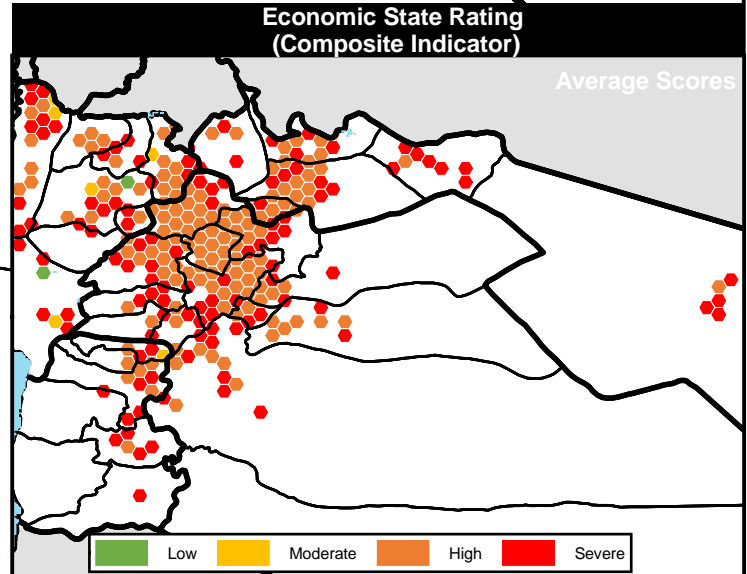 Economic State Rating
(Composite Indicator)
Average Scores
Low
Moderate
High
Severe